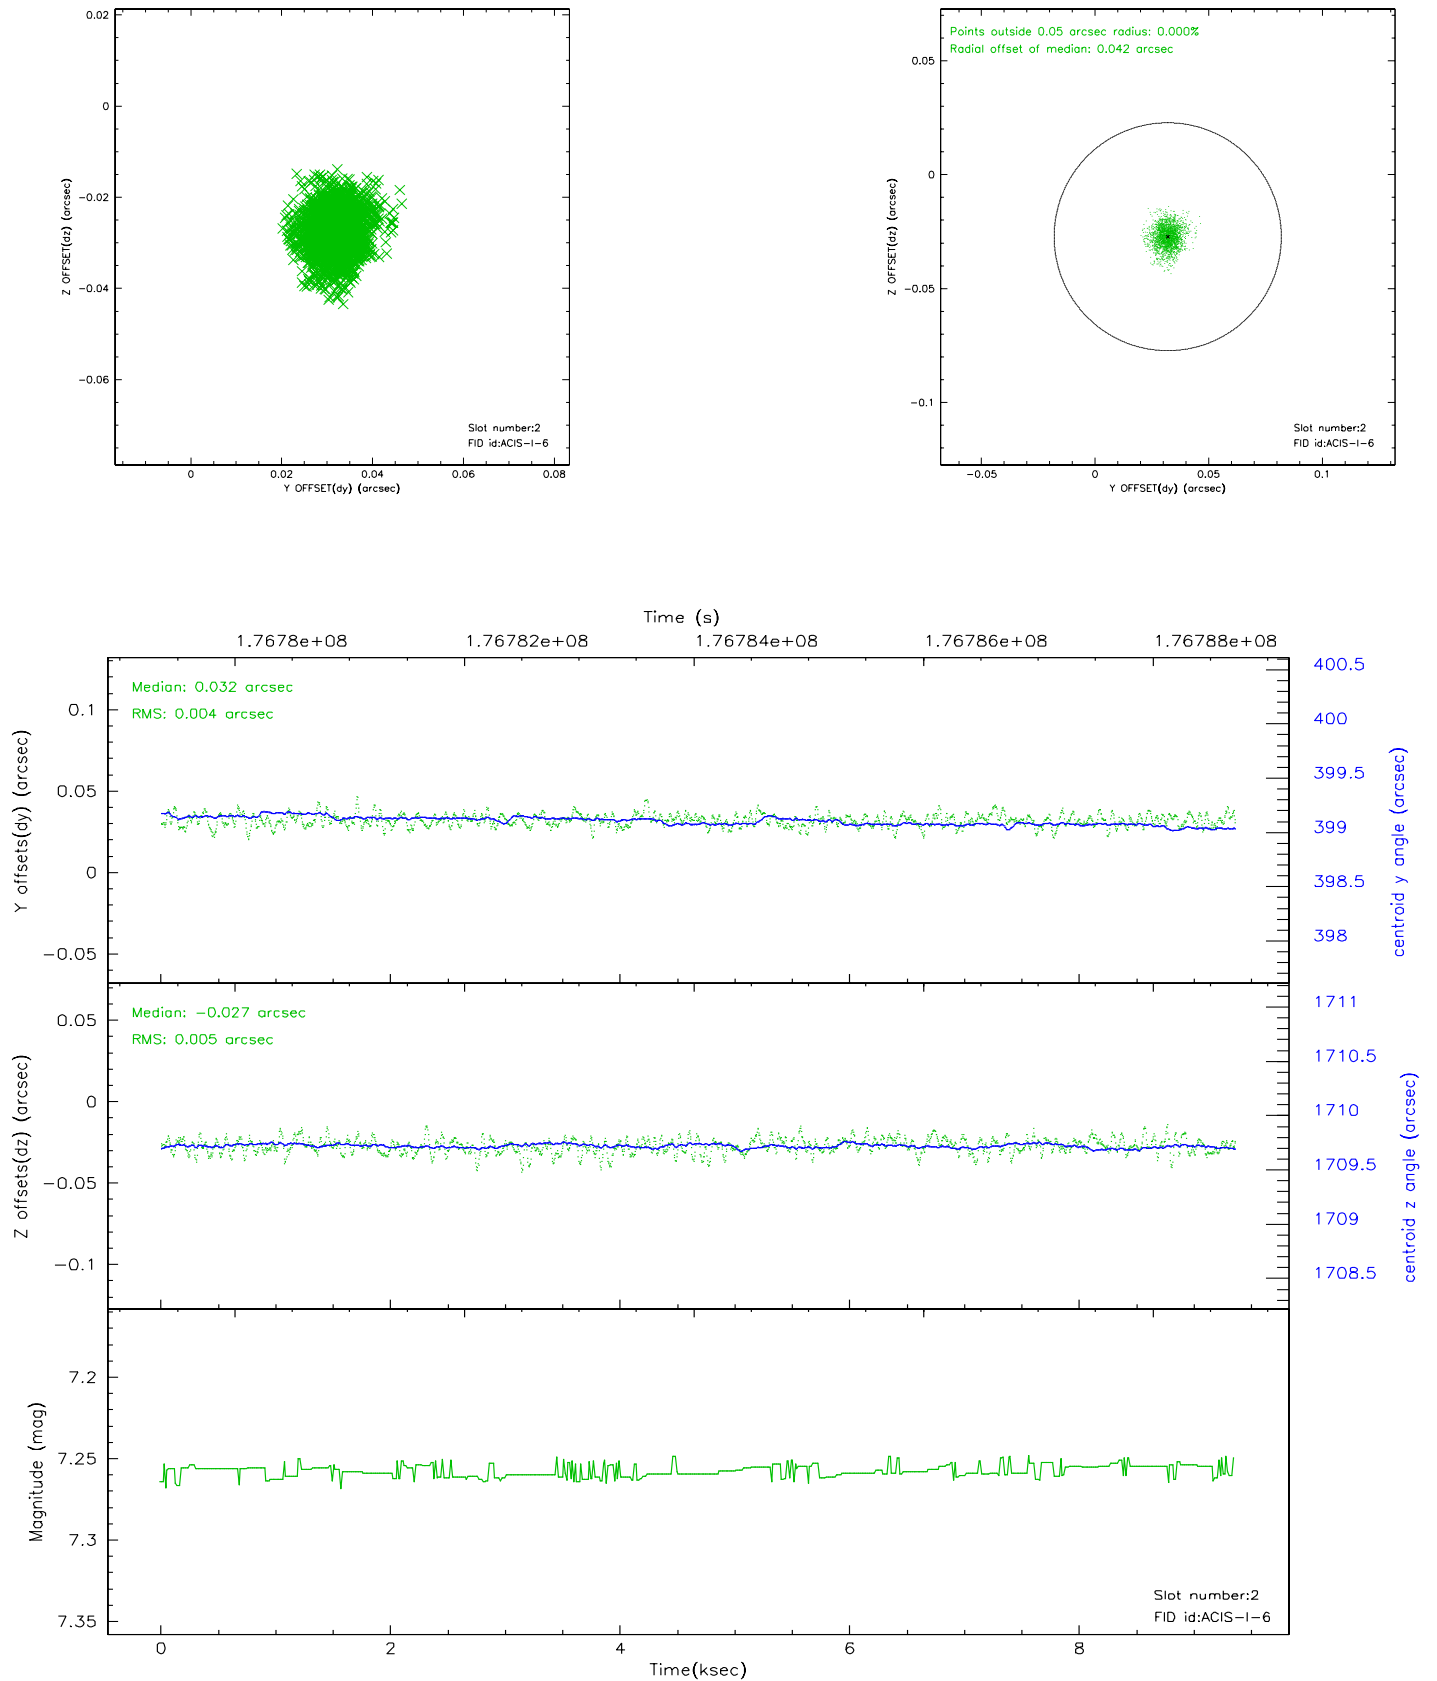 0.02
0
−0.02
−0.04
−0.06
Z OFFSET(dz) (arcsec)
Slot number:2
FID id:ACIS−I−6
0
0.02
0.04
0.06
0.08
Y OFFSET(dy) (arcsec)
Points outside 0.05 arcsec radius: 0.000%
Radial offset of median: 0.042 arcsec
0.05
0
−0.05
−0.1
Z OFFSET(dz) (arcsec)
Slot number:2
FID id:ACIS−I−6
−0.05
0
0.05
0.1
Y OFFSET(dy) (arcsec)
Time (s)
1.7678e+08
1.76782e+08
1.76784e+08
1.76786e+08
1.76788e+08
Median: 0.032 arcsec
RMS: 0.004 arcsec
0.1
0.05
0
−0.05
Y offsets(dy) (arcsec)
400.5
400
399.5
399
398.5
398
centroid y angle (arcsec)
Median: −0.027 arcsec
RMS: 0.005 arcsec
0.05
0
−0.05
−0.1
Z offsets(dz) (arcsec)
1711
1710.5
1710
1709.5
1709
1708.5
centroid z angle (arcsec)
7.2
7.25
7.3
7.35
Magnitude (mag)
Slot number:2
FID id:ACIS−I−6
0
2
4
6
8
Time(ksec)